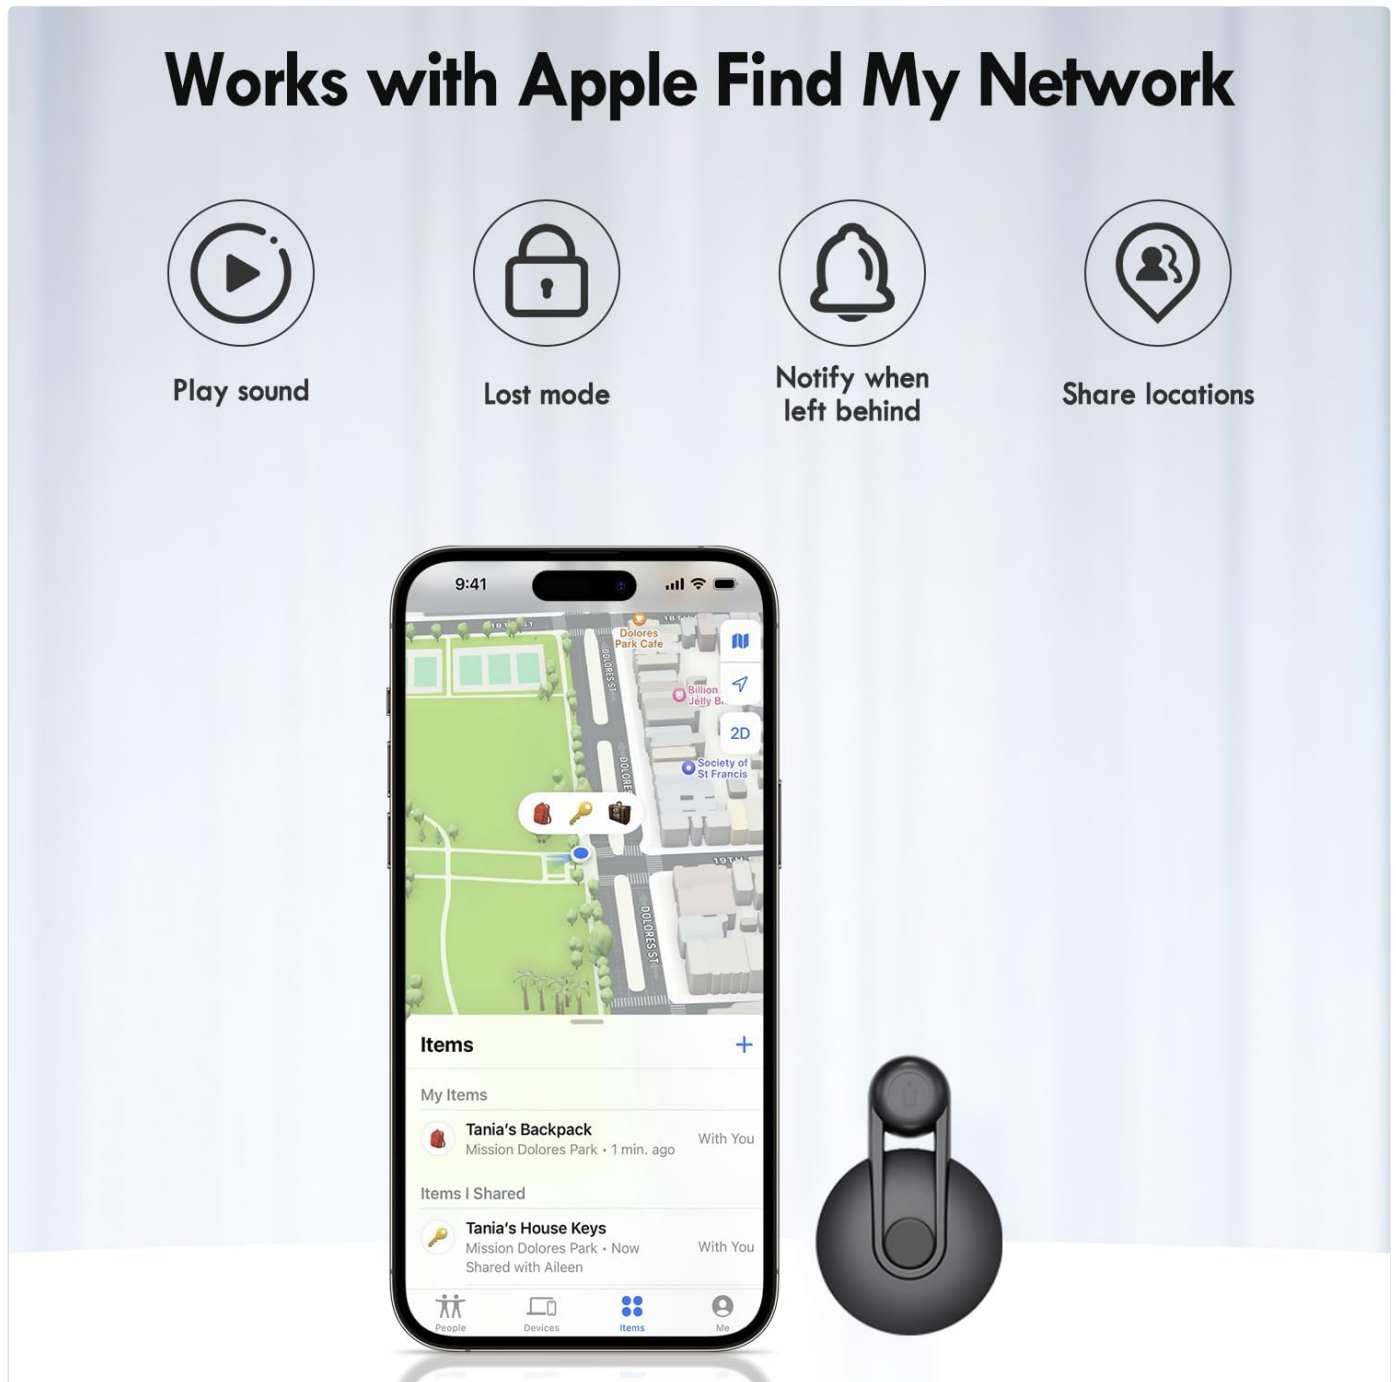 Works with Apple Find My Network
Play sound
Lost mode
Notify when
left behind
Share locations
9:41
18TH ST
Dolores
Park Cafe
DOLORES ST
Billion
Jelly B
2D
Society of
St Francis
DOLORES
19TH
DOLORES ST
Items
My Items
Tania's Backpack
Mission Dolores Park • 1 min. ago
With You
Items I Shared
Tania's House Keys
Mission Dolores Park • Now
With You
Shared with Aileen
People
Devices
Items
Me